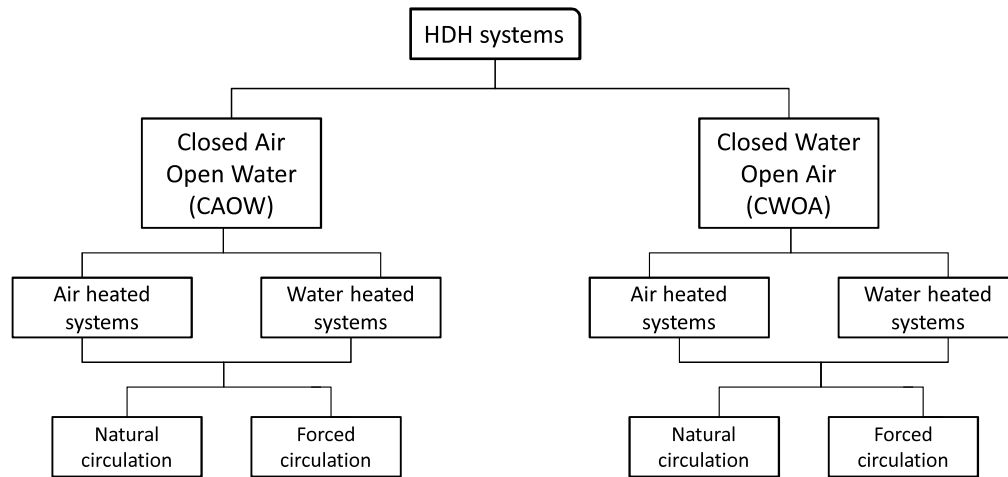 HDH systems
Closed Air
Open Water
(CAOW)
Closed Water
Open Air
(CWOA)
Air heated
systems
Water heated
systems
Air heated
systems
Water heated
systems
Natural
circulation
Forced
circulation
Natural
circulation
Forced
circulation